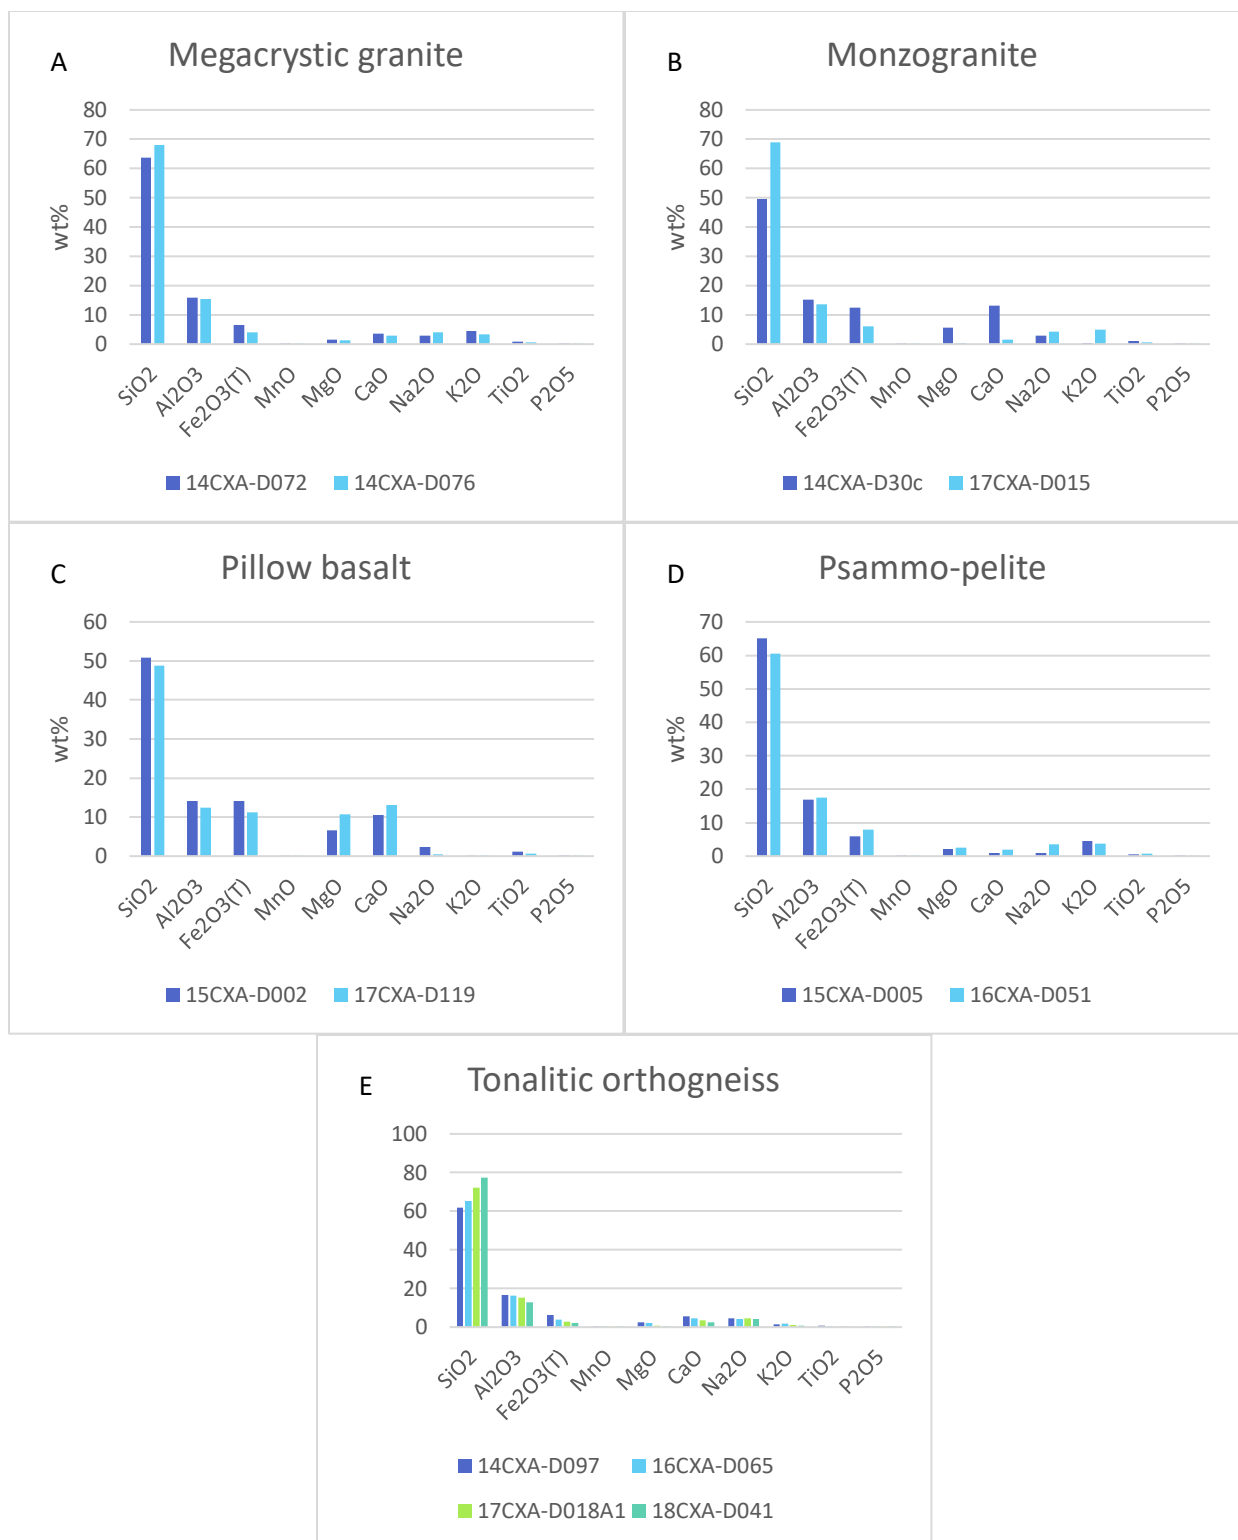 A
Megacrystic granite
80
70
60
50
40
30
20
10
0
wt%
SiO2
Al2O3
Fe2O3(T)
MnO
MgO
CaO
Na2O
K2O
TiO2
P2O5
14CXA-D072 14CXA-D076
B
Monzogranite
80
70
60
50
40
30
20
10
0
wt%
SiO2
Al2O3
Fe2O3(T)
MnO
MgO
CaO
Na2O
K2O
TiO2
P2O5
14CXA-D30c 17CXA-D015
C
Pillow basalt
60
50
40
30
20
10
0
wt%
SiO2
Al2O3
Fe2O3(T)
MnO
MgO
CaO
Na2O
K2O
TiO2
P2O5
15CXA-D002 17CXA-D119
D
Psammo-pelite
70
60
50
40
30
20
10
0
wt%
SiO2
Al2O3
Fe2O3(T)
MnO
MgO
CaO
Na2O
K2O
TiO2
P2O5
15CXA-D005 16CXA-D051
E
Tonalitic orthogneiss
100
80
60
40
20
0
SiO2
Al2O3
Fe2O3(T)
MnO
MgO
CaO
Na2O
K2O
TiO2
P2O5
14CXA-D097 16CXA-D065
17CXA-D018A1 18CXA-D041